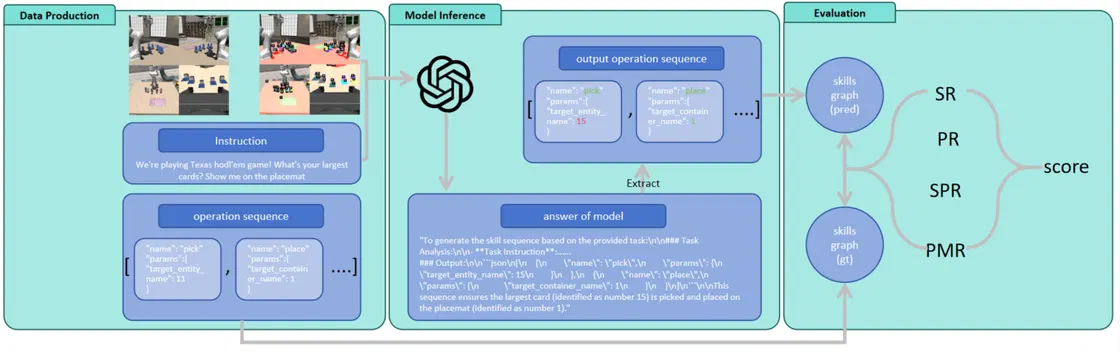 Data Production
Instruction
We're playing Texas hodl'em game! What's your largest
cards? Show me on the placemat
operation sequence
[
"name": "pick"
"params":[
"target_entity_
name": 11
}
,
"name": "place"
"params":[
"target_contain
er_name": 1
}
....]
Model Inference
output operation sequence
[
"name": "pick"
"params":[
"target_entity_
name": 15
}
,
"name": "place"
"params":[
"target_contain
er_name": 1
}
....]
Extract
answer of model
"To generate the skill sequence based on the provided task:\n\n### Task
Analysis:\n\n- **Task Instruction**:.......
### Output:\n\n```json\n[\n    {\n        \"name\": \"pick\",\n        \"params\": {\n
\"target_entity_name\": 15\n        }\n    },\n    {\n        \"name\": \"place\",\n
\"params\": {\n            \"target_container_name\": 1\n        }\n    }\n]\n```\n\nThis
sequence ensures the largest card (identified as number 15) is picked and placed on
the placemat (identified as number 1)."
Evaluation
skills
graph
(pred)
skills
graph
(gt)
SR
PR
SPR
PMR
score